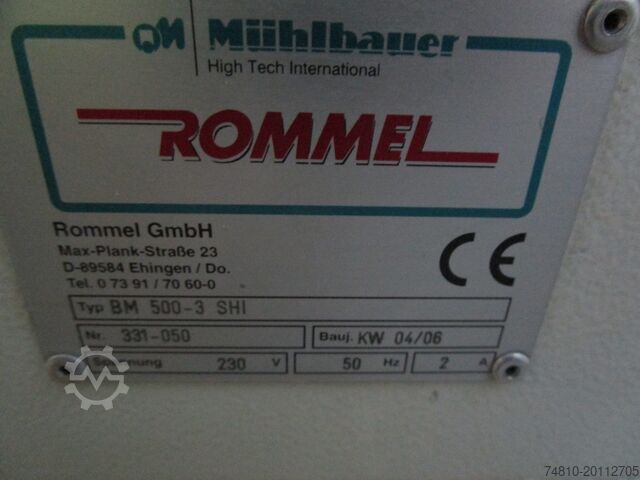 Mühlbauer
High Tech International
ROMMEL
Rommel GmbH
Max-Plank-Straße 23
D-89584 Ehingen / Do.
Tel. 0 73 91 / 70 60-0
CE
Typ BM 500-3 SHI
Nr. 331-050 Bauj. KW 04/06
230 V 50 Hz 2 A
74810-20112705